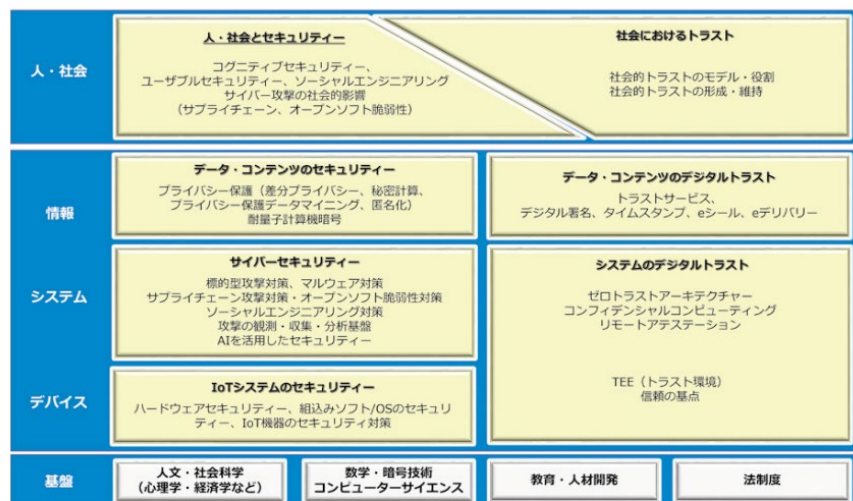 人・社会
人・社会とセキュリティー
コグニティブセキュリティー、
ユーザブルセキュリティー、ソーシャルエンジニアリング
サイバー攻撃の社会的影響
（サプライチェーン、オープンソフト脆弱性）
社会におけるトラスト
社会的トラストのモデル・役割
社会的トラストの形成・維持
情報
データ・コンテンツのセキュリティー
プライバシー保護（差分プライバシー、秘密計算、
プライバシー保護データマイニング、匿名化）
耐量子計算機暗号
データ・コンテンツのデジタルトラスト
トラストサービス、
デジタル署名、タイムスタンプ、eシール、eデリバリー
システム
サイバーセキュリティー
標的型攻撃対策、マルウェア対策
サプライチェーン攻撃対策・オープンソフト脆弱性対策
ソーシャルエンジニアリング対策
攻撃の観測・収集・分析基盤
AIを活用したセキュリティー
システムのデジタルトラスト
ゼロトラストアーキテクチャー
コンフィデンシャルコンピューティング
リモートアテステーション
TEE（トラスト環境）
信頼の基点
デバイス
IoTシステムのセキュリティー
ハードウェアセキュリティー、組込みソフト/OSのセキュリ
ティー、IoT機器のセキュリティ対策
基盤
人文・社会科学
（心理学・経済学など）
数学・暗号技術
コンピューターサイエンス
教育・人材開発
法制度